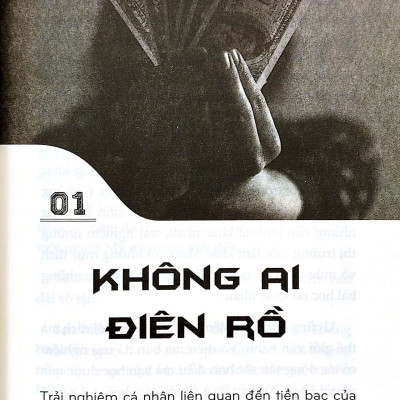 01
KHÔNG AI
ĐIÊN RỒ
Trải nghiệm cá nhân liên quan đến tiền bạc của